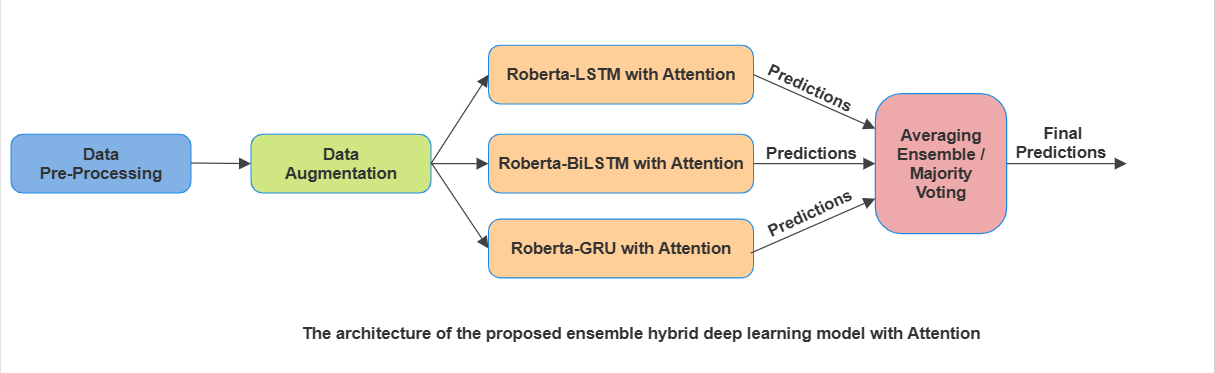 Data
Pre-Processing
Data
Augmentation
Roberta-LSTM with Attention
Roberta-BiLSTM with Attention
Roberta-GRU with Attention
Predictions
Predictions
Predictions
Averaging
Ensemble /
Majority
Voting
Final
Predictions
The architecture of the proposed ensemble hybrid deep learning model with Attention